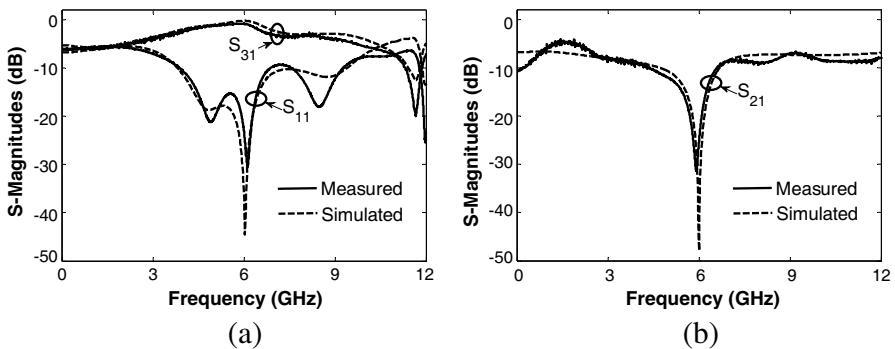 0
-10
-20
-30
-40
-50
S-Magnitudes (dB)
S31
S11
Measured
Simulated
0 3 6 9 12
Frequency (GHz)
(a)
0
-10
-20
-30
-40
-50
S-Magnitudes (dB)
S21
Measured
Simulated
0 3 6 9 12
Frequency (GHz)
(b)